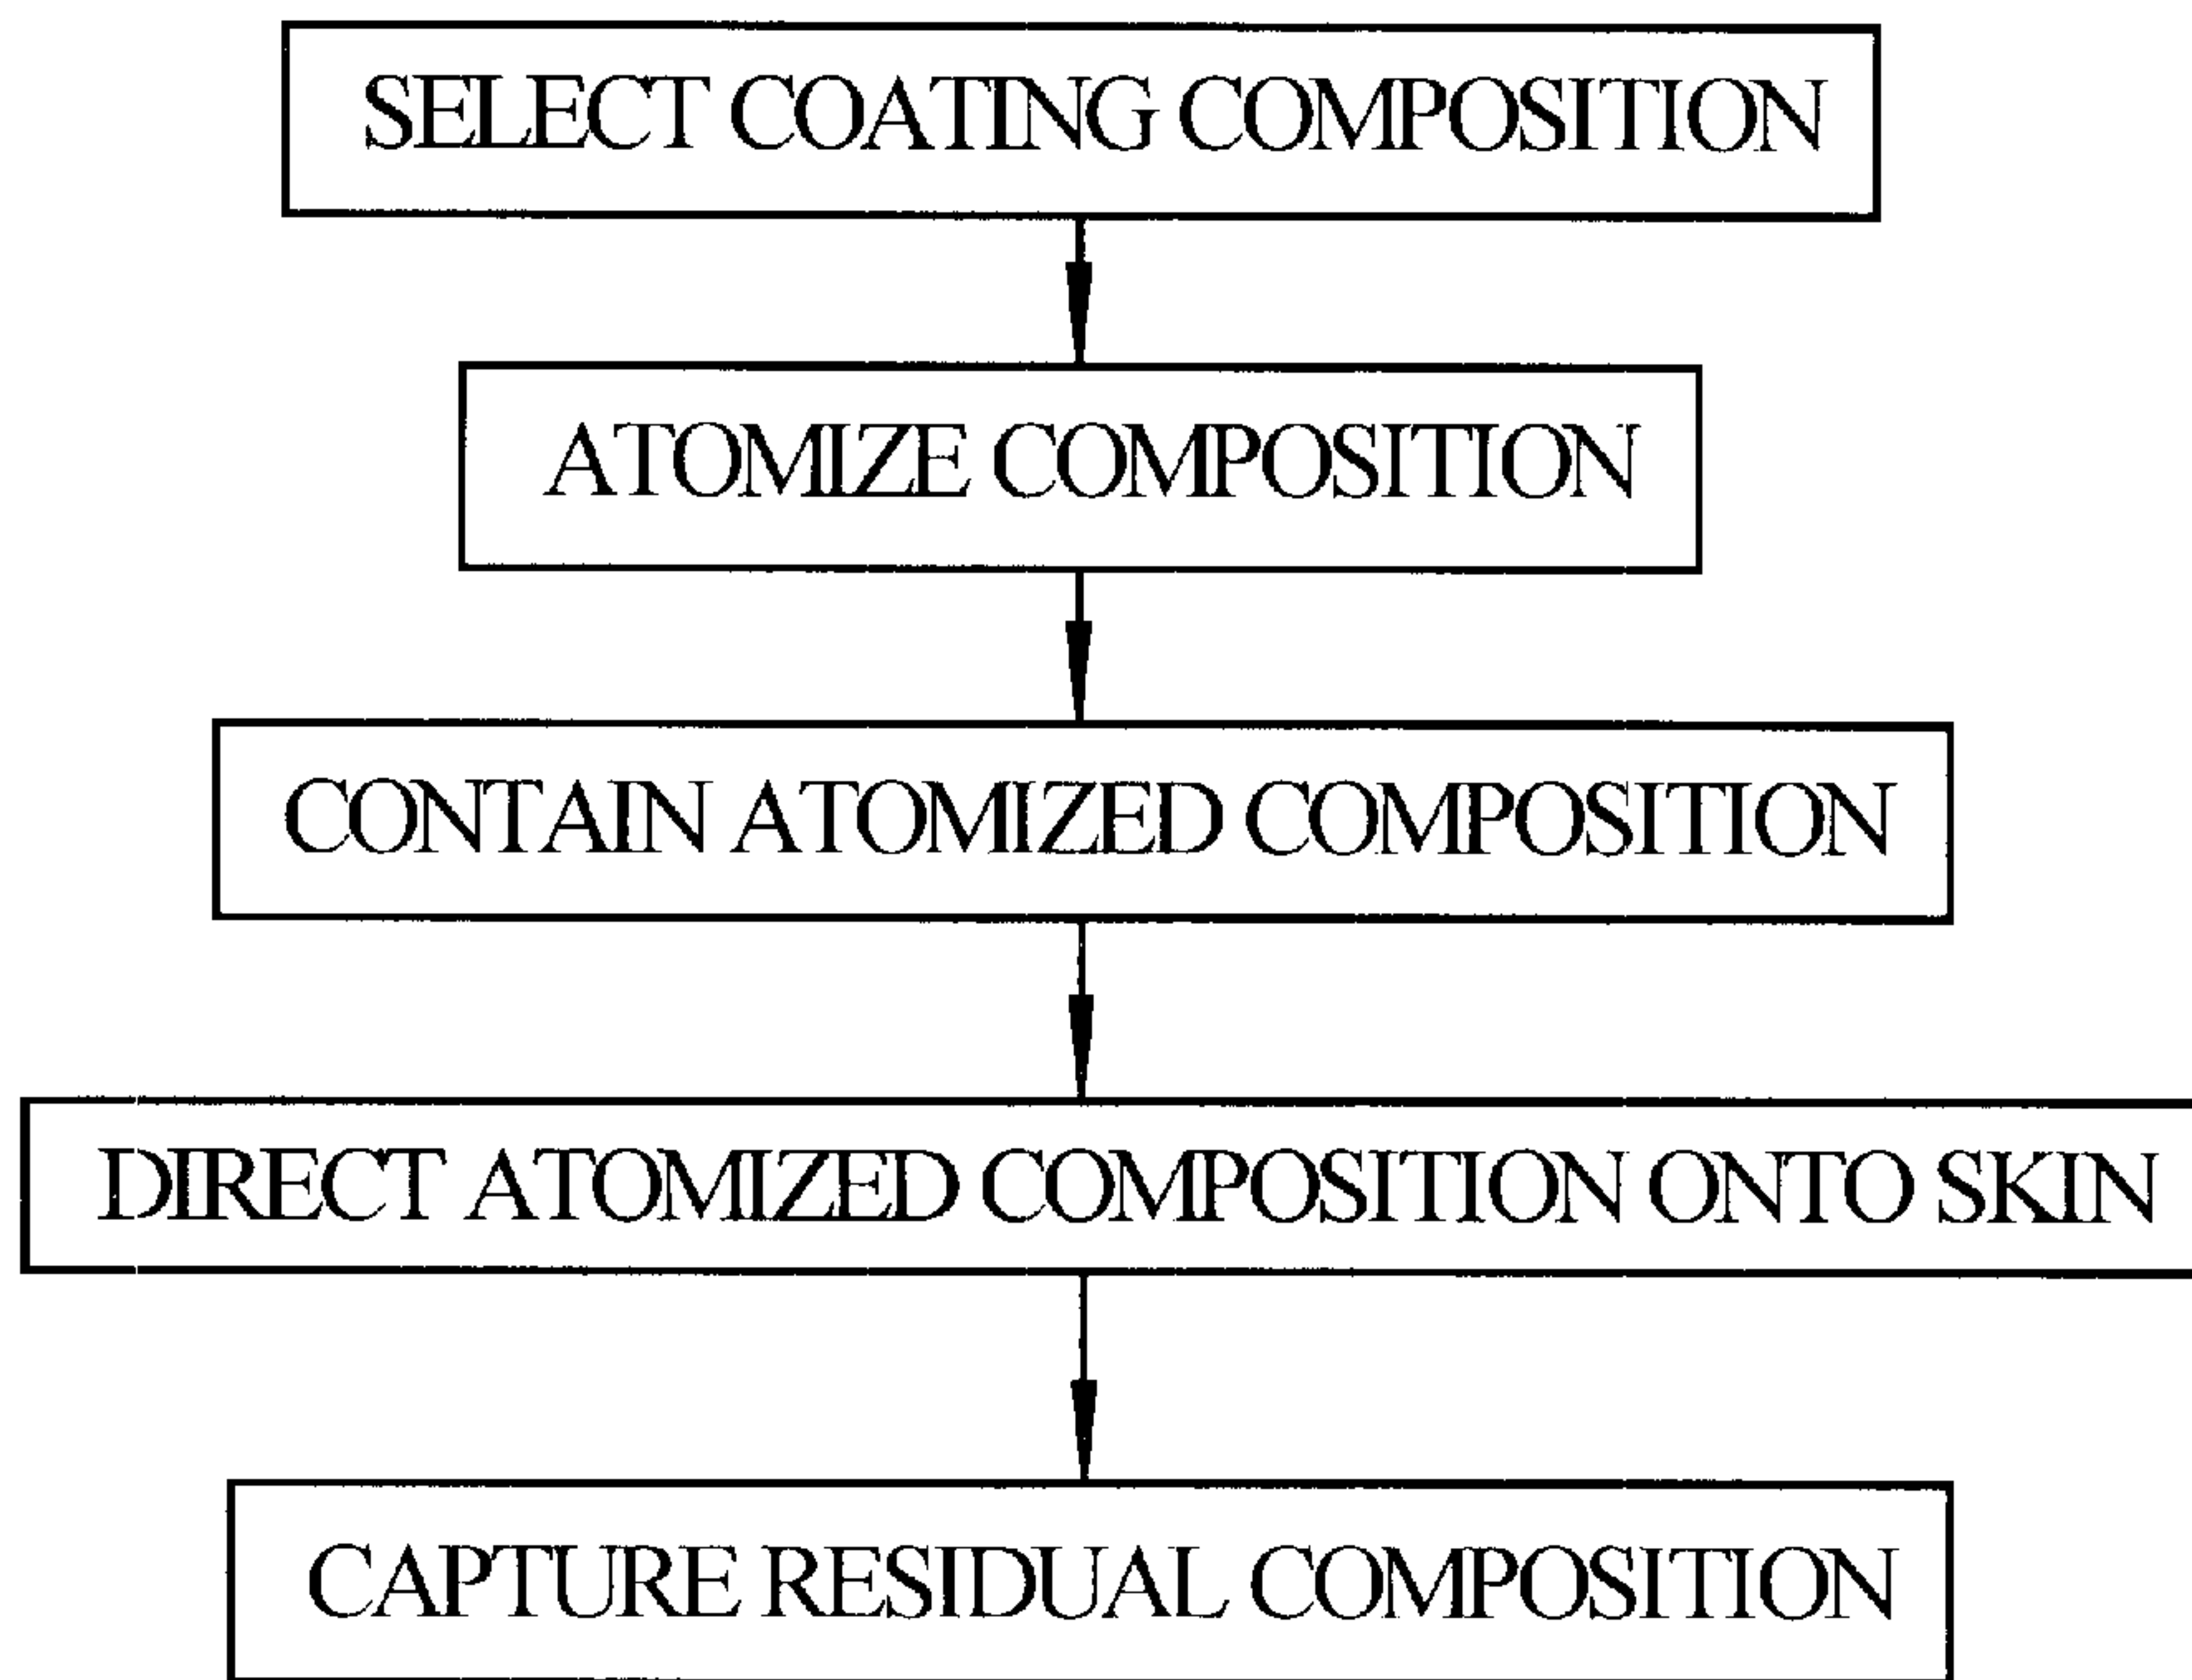 SELECT COATING COMPOSITION
ATOMIZE COMPOSITION
CONTAIN ATOMIZED COMPOSITION
DIRECT ATOMIZED COMPOSITION ONTO SKIN
CAPTURE RESIDUAL COMPOSITION